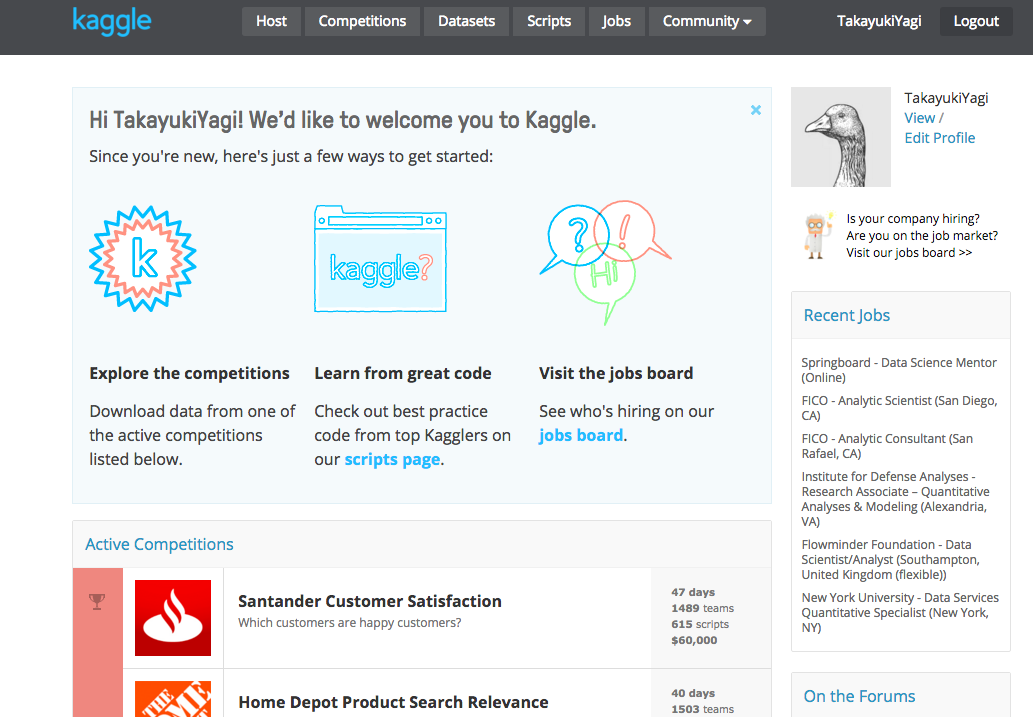 kaggle
Host
Competitions
Datasets
Scripts
Jobs
Community
TakayukiYagi
Logout
Hi TakayukiYagi! We’d like to welcome you to Kaggle.
Since you're new, here's just a few ways to get started:
k
kaggle?
?
!
Hi
Explore the competitions
Download data from one of
the active competitions
listed below.
Learn from great code
Check out best practice
code from top Kagglers on
our scripts page.
Visit the jobs board
See who's hiring on our
jobs board.
Active Competitions
Santander Customer Satisfaction
Which customers are happy customers?
47 days
1489 teams
615 scripts
$60,000
THE
HOME
Home Depot Product Search Relevance
40 days
1503 teams
TakayukiYagi
View /
Edit Profile
Is your company hiring?
Are you on the job market?
Visit our jobs board >>
Recent Jobs
Springboard - Data Science Mentor
(Online)
FICO - Analytic Scientist (San Diego,
CA)
FICO - Analytic Consultant (San
Rafael, CA)
Institute for Defense Analyses -
Research Associate – Quantitative
Analyses & Modeling (Alexandria,
VA)
Flowminder Foundation - Data
Scientist/Analyst (Southampton,
United Kingdom (flexible))
New York University - Data Services
Quantitative Specialist (New York,
NY)
On the Forums